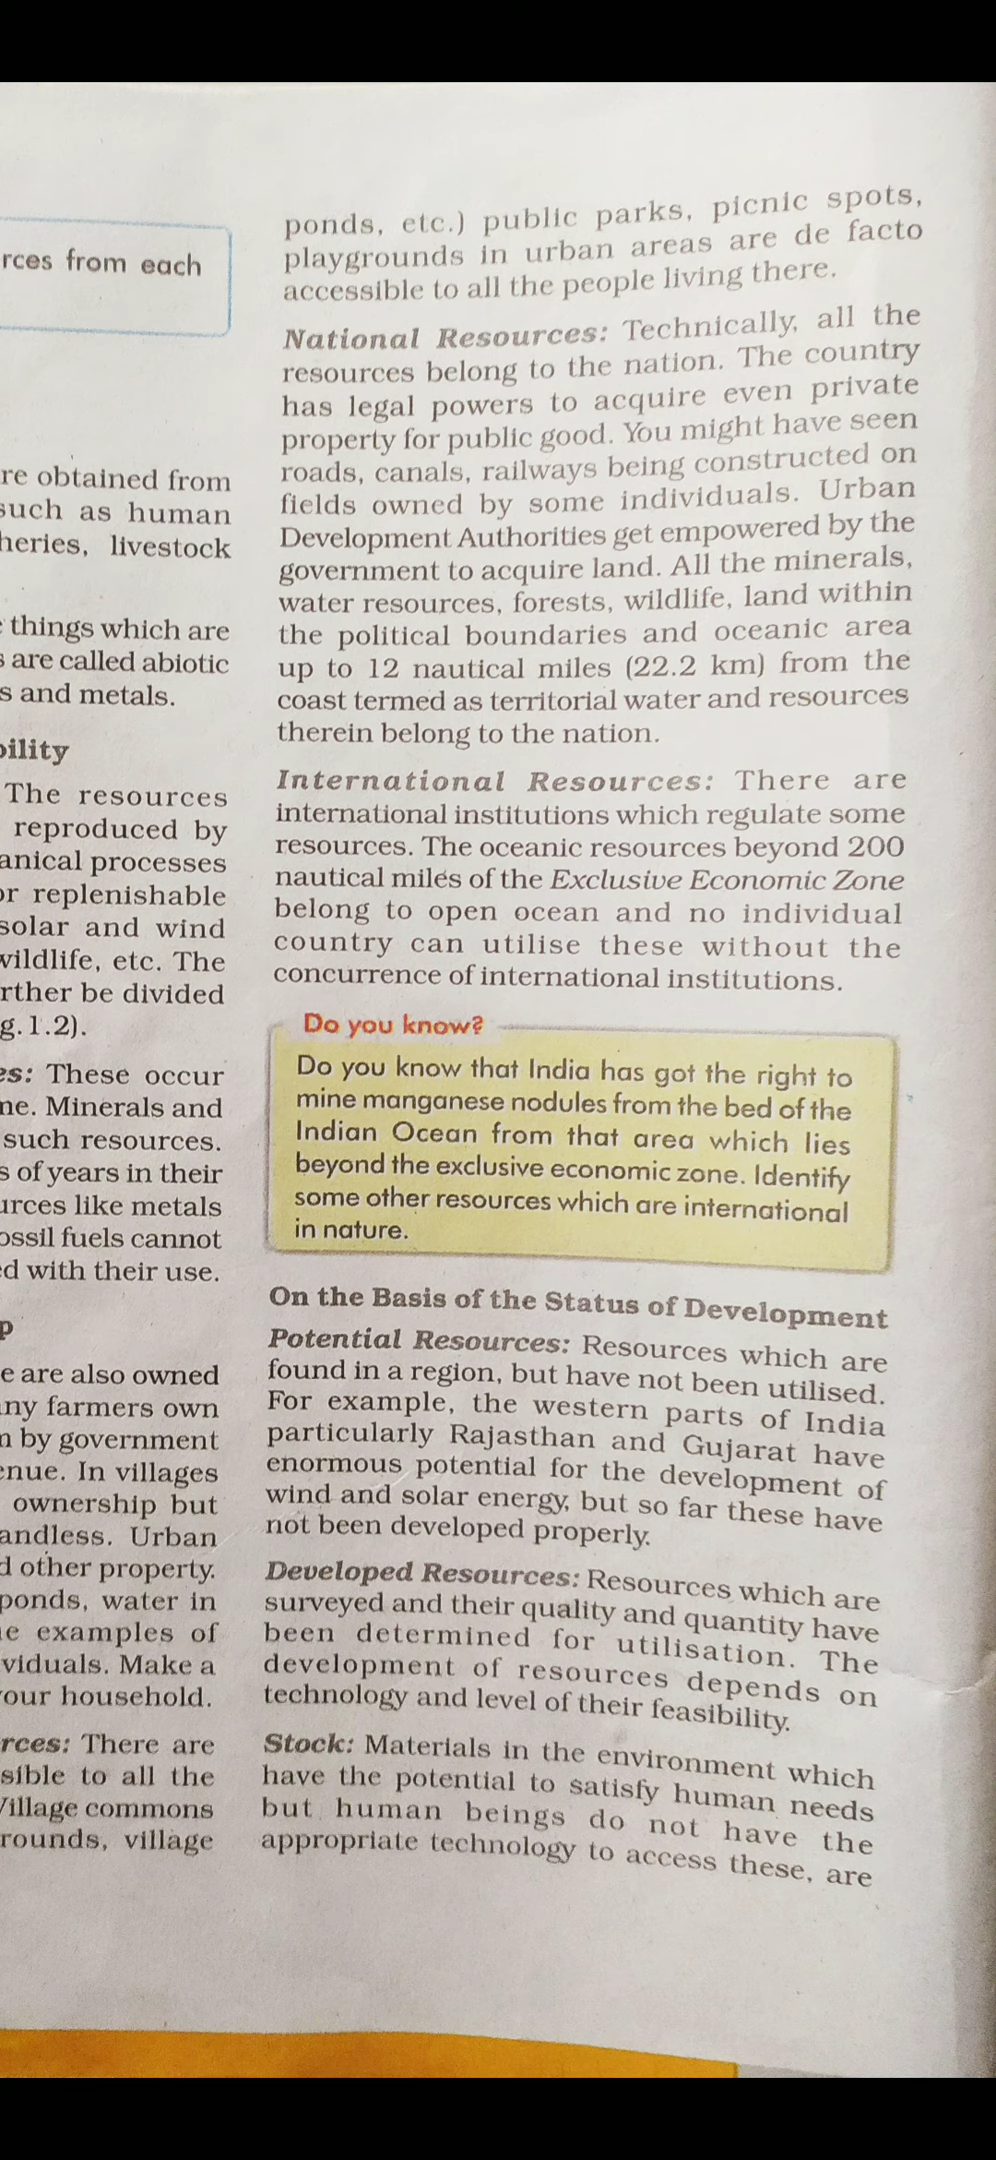 rces from each
re obtained from
such as human
heries, livestock
things which are
are called abiotic
s and metals.
bility
The resources
reproduced by
anical processes
or replenishable
solar and wind
wildlife, etc. The
rther be divided
g. 1.2).
es: These occur
me. Minerals and
such resources.
s of years in their
urces like metals
ossil fuels cannot
ed with their use.
p
e are also owned
ny farmers own
n by government
enue. In villages
ownership but
andless. Urban
d other property.
ponds, water in
e examples of
viduals. Make a
our household.
rces: There are
sible to all the
Village commons
rounds, village
ponds, etc.) public parks, picnic spots,
playgrounds in urban areas are de facto
accessible to all the people living there.
National Resources: Technically, all the
resources belong to the nation. The country
has legal powers to acquire even private
property for public good. You might have seen
roads, canals, railways being constructed on
fields owned by some individuals. Urban
Development Authorities get empowered by the
government to acquire land. All the minerals,
water resources, forests, wildlife, land within
the political boundaries and oceanic area
up to 12 nautical miles (22.2 km) from the
coast termed as territorial water and resources
therein belong to the nation.
International Resources: There are
international institutions which regulate some
resources. The oceanic resources beyond 200
nautical miles of the Exclusive Economic Zone
belong to open ocean and no individual
country can utilise these without the
concurrence of international institutions.
Do you know?
Do you know that India has got the right to
mine manganese nodules from the bed of the
Indian Ocean from that area which lies
beyond the exclusive economic zone. Identify
some other resources which are international
in nature.
On the Basis of the Status of Development
Potential Resources: Resources which are
found in a region, but have not been utilised.
For example, the western parts of India
particularly Rajasthan and Gujarat have
enormous potential for the development of
wind and solar energy, but so far these have
not been developed properly.
Developed Resources: Resources which are
surveyed and their quality and quantity have
been determined for utilisation. The
development of resources depends on
technology and level of their feasibility.
Stock: Materials in the environment which
have the potential to satisfy human needs
but human beings do not have the
appropriate technology to access these, are